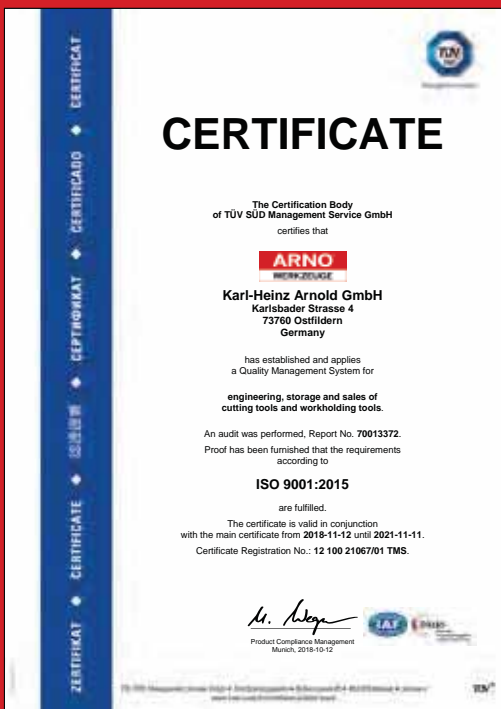 TÜV
CERTIFICATE
The Certification Body
of TÜV SÜD Management Service GmbH
certifies that
ARNO
WERKZEUGE
Karl-Heinz Arnold GmbH
Karlsbader Strasse 4
73760 Ostfildern
Germany
has established and applies
a Quality Management System for
engineering, storage and sales of
cutting tools and workholding tools.
An audit was performed, Report No. 70013372.
Proof has been furnished that the requirements
according to
ISO 9001:2015
are fulfilled.
The certificate is valid in conjunction
with the main certificate from 2018-11-12 until 2021-11-11.
Certificate Registration No.: 12 100 21067/01 TMS.
Product Compliance Management
Munich, 2018-10-12
IAF
TÜV®
ZERTIFIKAT ◆ CERTIFICATE ◆
◆ СЕРТИФИКАТ ◆ CERTIFICADO ◆ CERTIFICAT